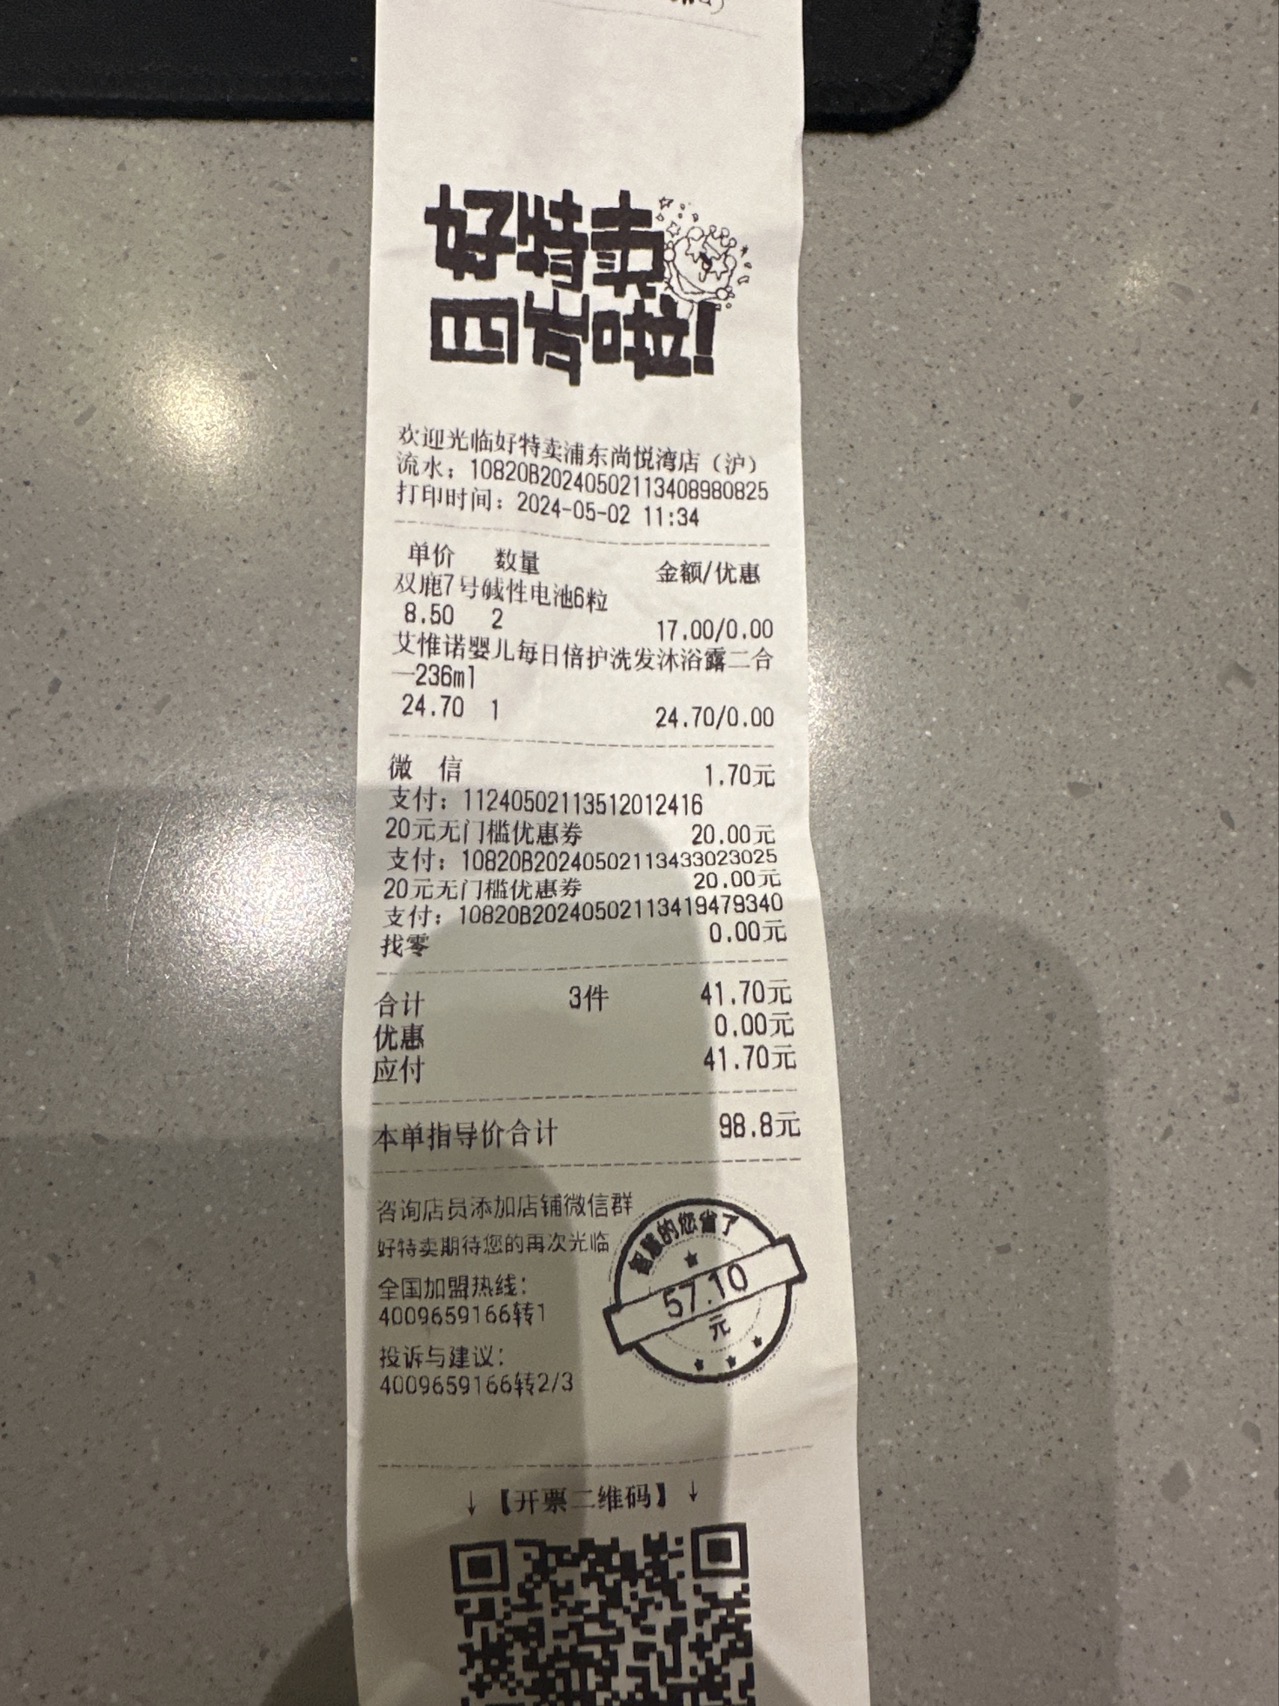 欢迎光临好特卖浦东尚悦湾店（沪）
流水：10820B20240502113408980825
打印时间：2024-05-02 11:34
单价 数量 金额/优惠
双鹿7号碱性电池6粒
8.50 2 17.00/0.00
艾惟诺婴儿每日倍护洗发沐浴露二合
一236ml
24.70 1 24.70/0.00
微 信 1.70元
支付：11240502113512012416
20元无门槛优惠券 20.00元
支付：10820B20240502113433023025
20元无门槛优惠券 20.00元
支付：10820B20240502113419479340
找零 0.00元
合计 3件 41.70元
优惠 0.00元
应付 41.70元
本单指导价合计 98.8元
咨询店员添加店铺微信群
好特卖期待您的再次光临
全国加盟热线：
4009659166转1
投诉与建议：
4009659166转2/3
智慧的您省了
57.10
元
↓【开票二维码】↓